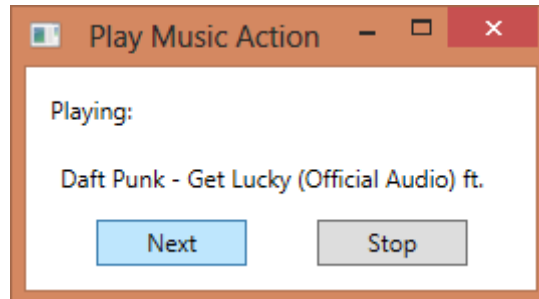 Play Music Action
Playing:
Daft Punk - Get Lucky (Official Audio) ft.
Next Stop